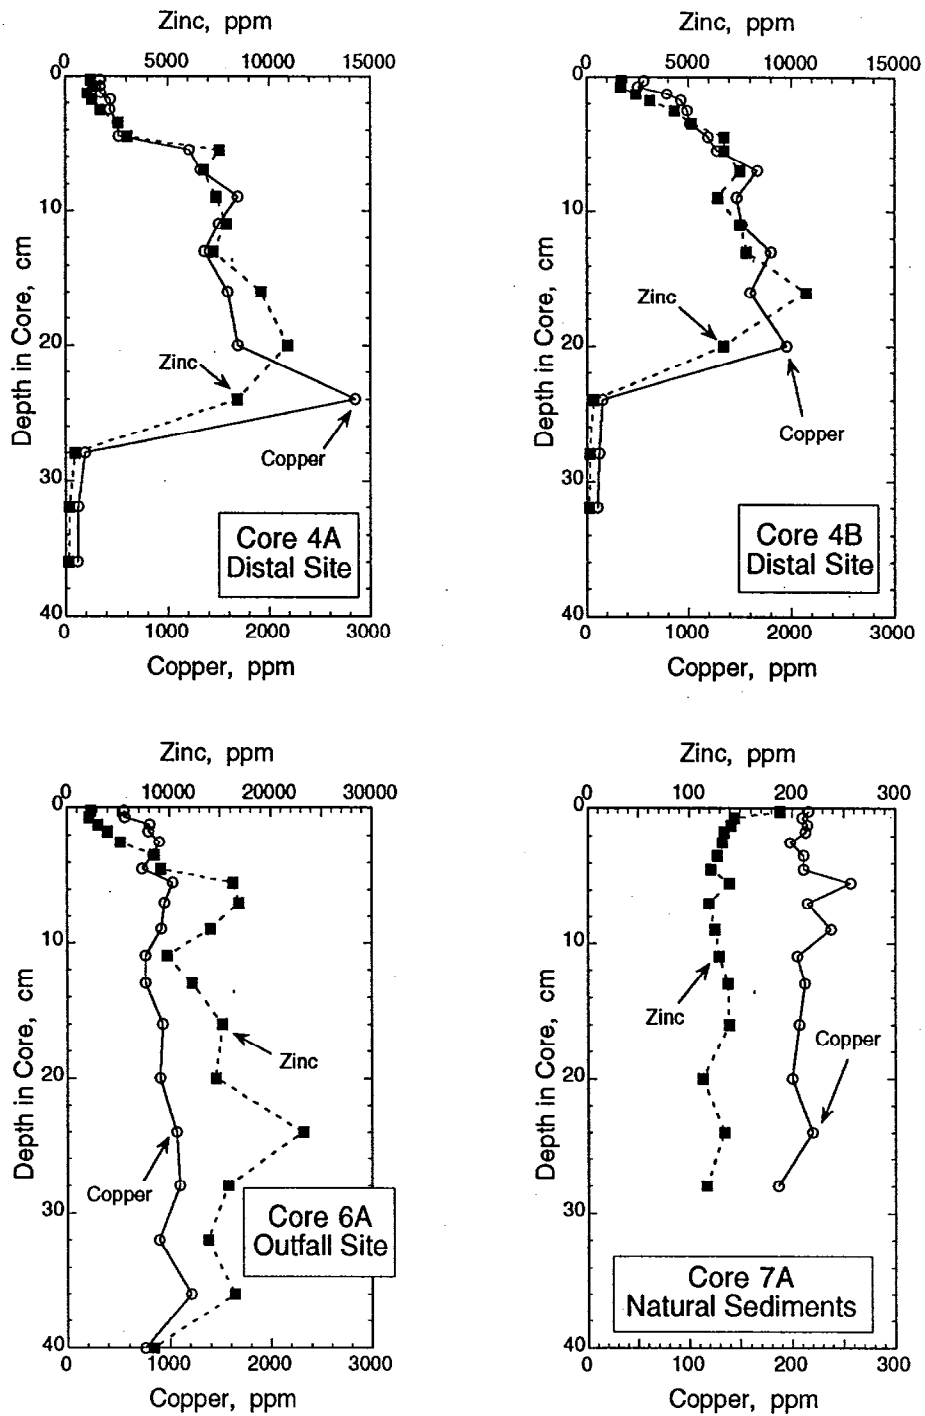 Zinc, ppm
0 5000 10000 15000
0
10
20
30
40
Depth in Core, cm
Zinc
Copper
Core 4A
Distal Site
0 1000 2000 3000
Copper, ppm
Zinc, ppm
0 5000 10000 15000
0
10
20
30
40
Depth in Core, cm
Zinc
Copper
Core 4B
Distal Site
0 1000 2000 3000
Copper, ppm
Zinc, ppm
0 10000 20000 30000
0
10
20
30
40
Depth in Core, cm
Zinc
Copper
Core 6A
Outfall Site
0 1000 2000 3000
Copper, ppm
Zinc, ppm
0 100 200 300
0
10
20
30
40
Depth in Core, cm
Zinc
Copper
Core 7A
Natural Sediments
0 100 200 300
Copper, ppm